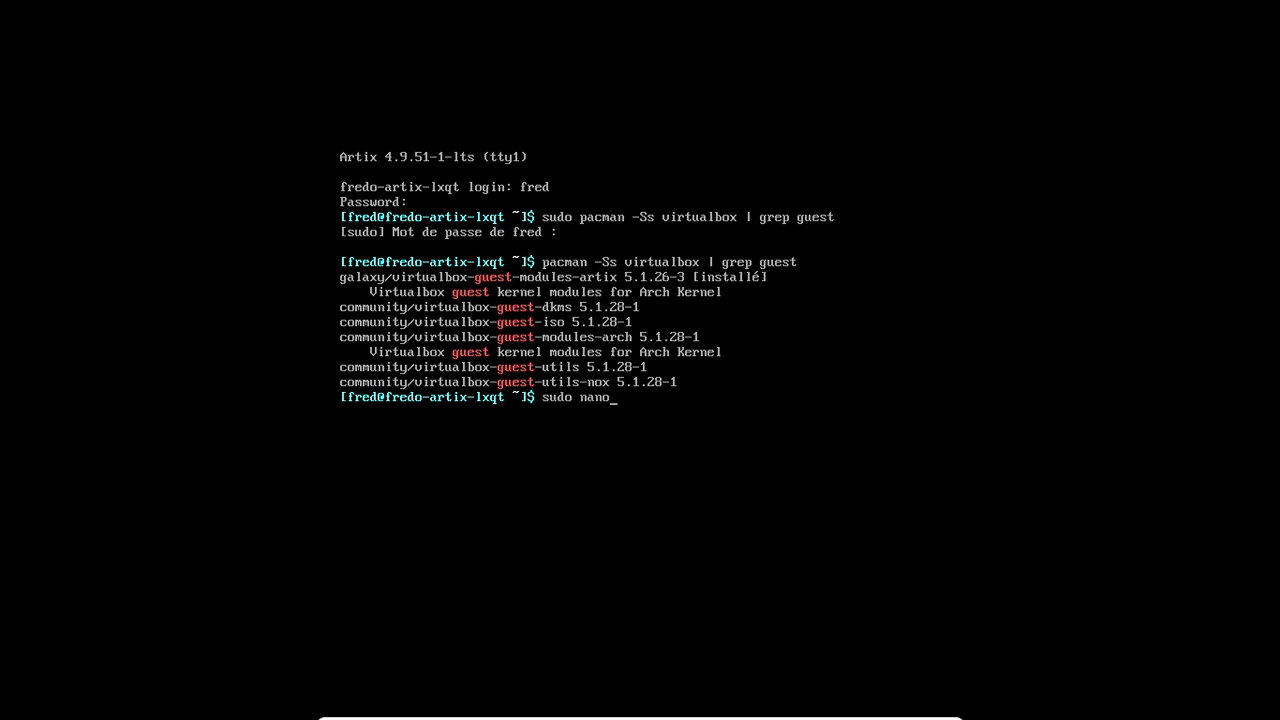 Artix 4.9.51-1-lts (tty1)
fredo-artix-lxqt login: fred
Password:
[fred@fredo-artix-lxqt ~]$ sudo pacman -Ss virtualbox | grep guest
[sudo] Mot de passe de fred :
[fred@fredo-artix-lxqt ~]$ pacman -Ss virtualbox | grep guest
galaxy/virtualbox-guest-modules-artix 5.1.26-3 [installé]
    Virtualbox guest kernel modules for Arch Kernel
community/virtualbox-guest-dkms 5.1.28-1
community/virtualbox-guest-iso 5.1.28-1
community/virtualbox-guest-modules-arch 5.1.28-1
    Virtualbox guest kernel modules for Arch Kernel
community/virtualbox-guest-utils 5.1.28-1
community/virtualbox-guest-utils-nox 5.1.28-1
[fred@fredo-artix-lxqt ~]$ sudo nano_